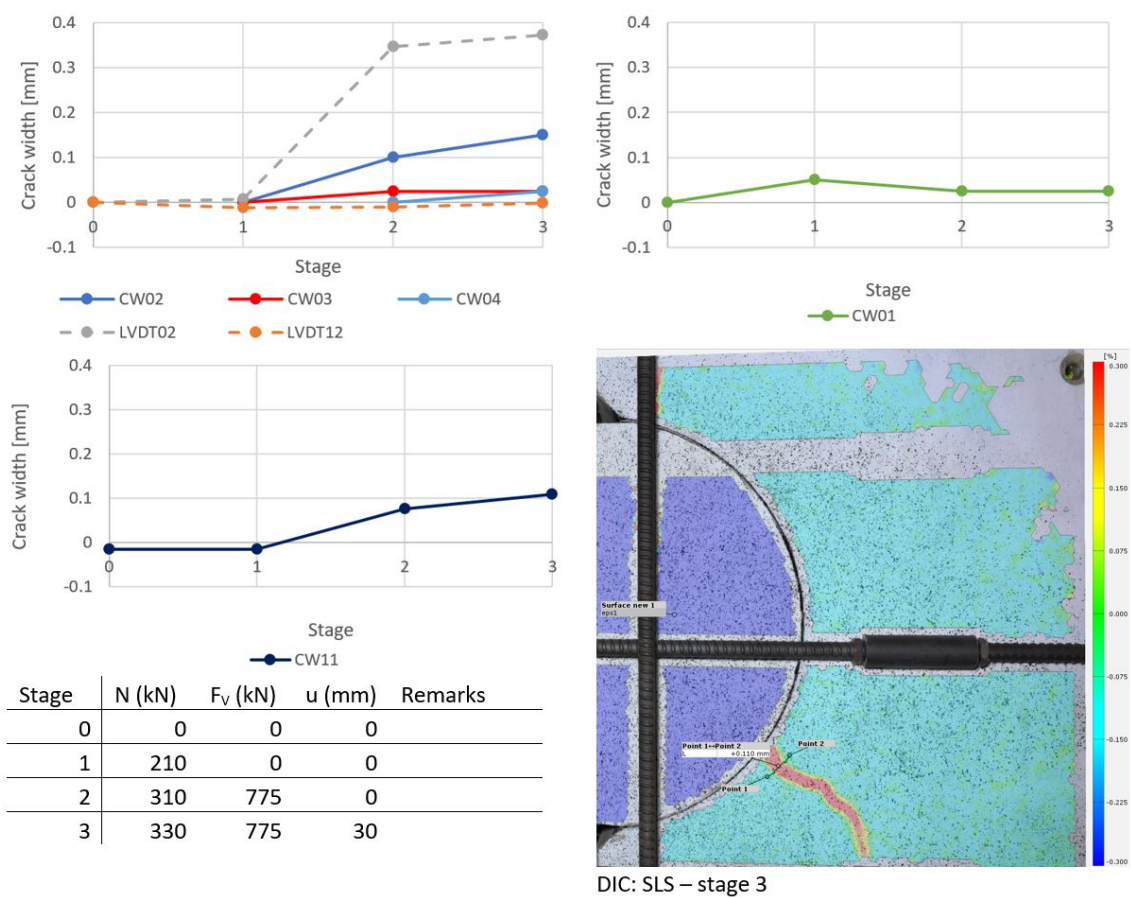 0.4
0.3
0.2
0.1
0
-0.1
Crack width [mm]
0 1 2 3
Stage
CW02 CW03 CW04
LVDT02 LVDT12
0.4
0.3
0.2
0.1
0
-0.1
Crack width [mm]
0 1 2 3
Stage
CW01
0.4
0.3
0.2
0.1
0
-0.1
Crack width [mm]
0 1 2 3
Stage
CW11
Stage N (kN) FV (kN) u (mm) Remarks
0 0 0 0
1 210 0 0
2 310 775 0
3 330 775 30
[%]
0.300
0.225
0.150
0.075
0.000
-0.075
-0.150
-0.225
-0.300
Surface new 1
eps1
Point 1↔Point 2
L +0.110 mm
Point 2
Point 1
DIC: SLS – stage 3